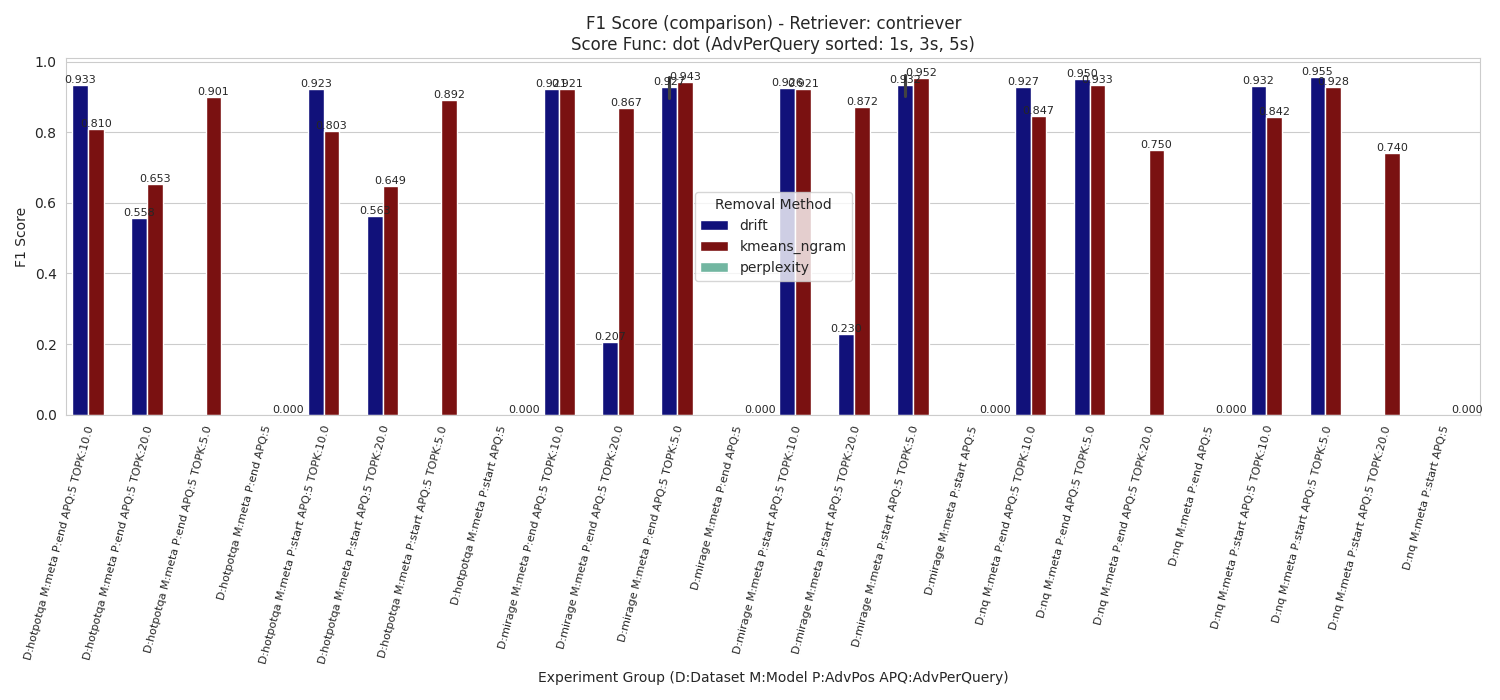 F1 Score (comparison) - Retriever: contriever
Score Func: dot (AdvPerQuery sorted: 1s, 3s, 5s)
F1 Score
1.0
0.8
0.6
0.4
0.2
0.0
0.933
0.810
0.653
0.901
0.000
0.923
0.803
0.649
0.892
0.000
0.921
0.867
0.943
0.000
0.921
0.872
0.952
0.000
0.927
0.847
0.950
0.933
0.750
0.000
0.932
0.842
0.955
0.928
0.740
0.000
0.230
Removal Method
drift
kmeans_ngram
perplexity
D:hotpotqa M:meta P:end APQ:5 TOPK:10.0
D:hotpotqa M:meta P:end APQ:5 TOPK:20.0
D:hotpotqa M:meta P:end APQ:5 TOPK:5.0
D:hotpotqa M:meta P:end APQ:5
D:hotpotqa M:meta P:start APQ:5 TOPK:10.0
D:hotpotqa M:meta P:start APQ:5 TOPK:20.0
D:hotpotqa M:meta P:start APQ:5 TOPK:5.0
D:hotpotqa M:meta P:start APQ:5
D:mirage M:meta P:end APQ:5 TOPK:10.0
D:mirage M:meta P:end APQ:5 TOPK:20.0
D:mirage M:meta P:end APQ:5 TOPK:5.0
D:mirage M:meta P:end APQ:5
D:mirage M:meta P:start APQ:5 TOPK:10.0
D:mirage M:meta P:start APQ:5 TOPK:20.0
D:mirage M:meta P:start APQ:5 TOPK:5.0
D:mirage M:meta P:start APQ:5
D:nq M:meta P:end APQ:5 TOPK:10.0
D:nq M:meta P:end APQ:5 TOPK:5.0
D:nq M:meta P:end APQ:5 TOPK:20.0
D:nq M:meta P:end APQ:5
D:nq M:meta P:start APQ:5 TOPK:10.0
D:nq M:meta P:start APQ:5 TOPK:5.0
D:nq M:meta P:start APQ:5 TOPK:20.0
D:nq M:meta P:start APQ:5
Experiment Group (D:Dataset M:Model P:AdvPos APQ:AdvPerQuery)